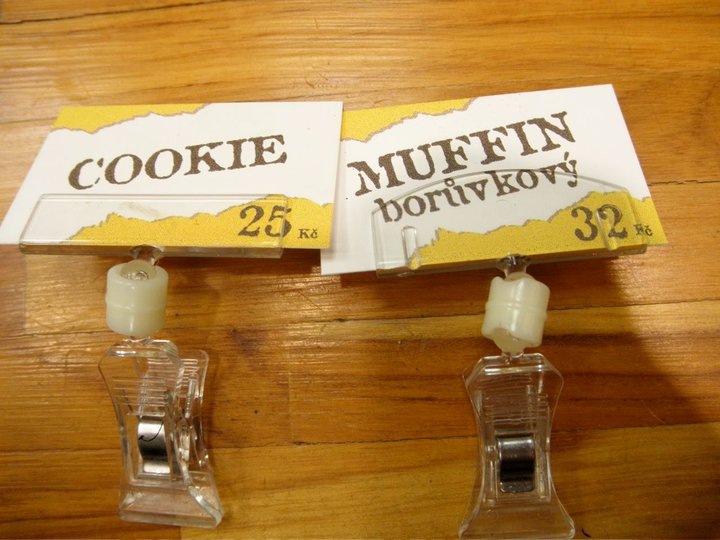 COOKIE
25 Kč
MUFFIN
borůvkový
32 Kč